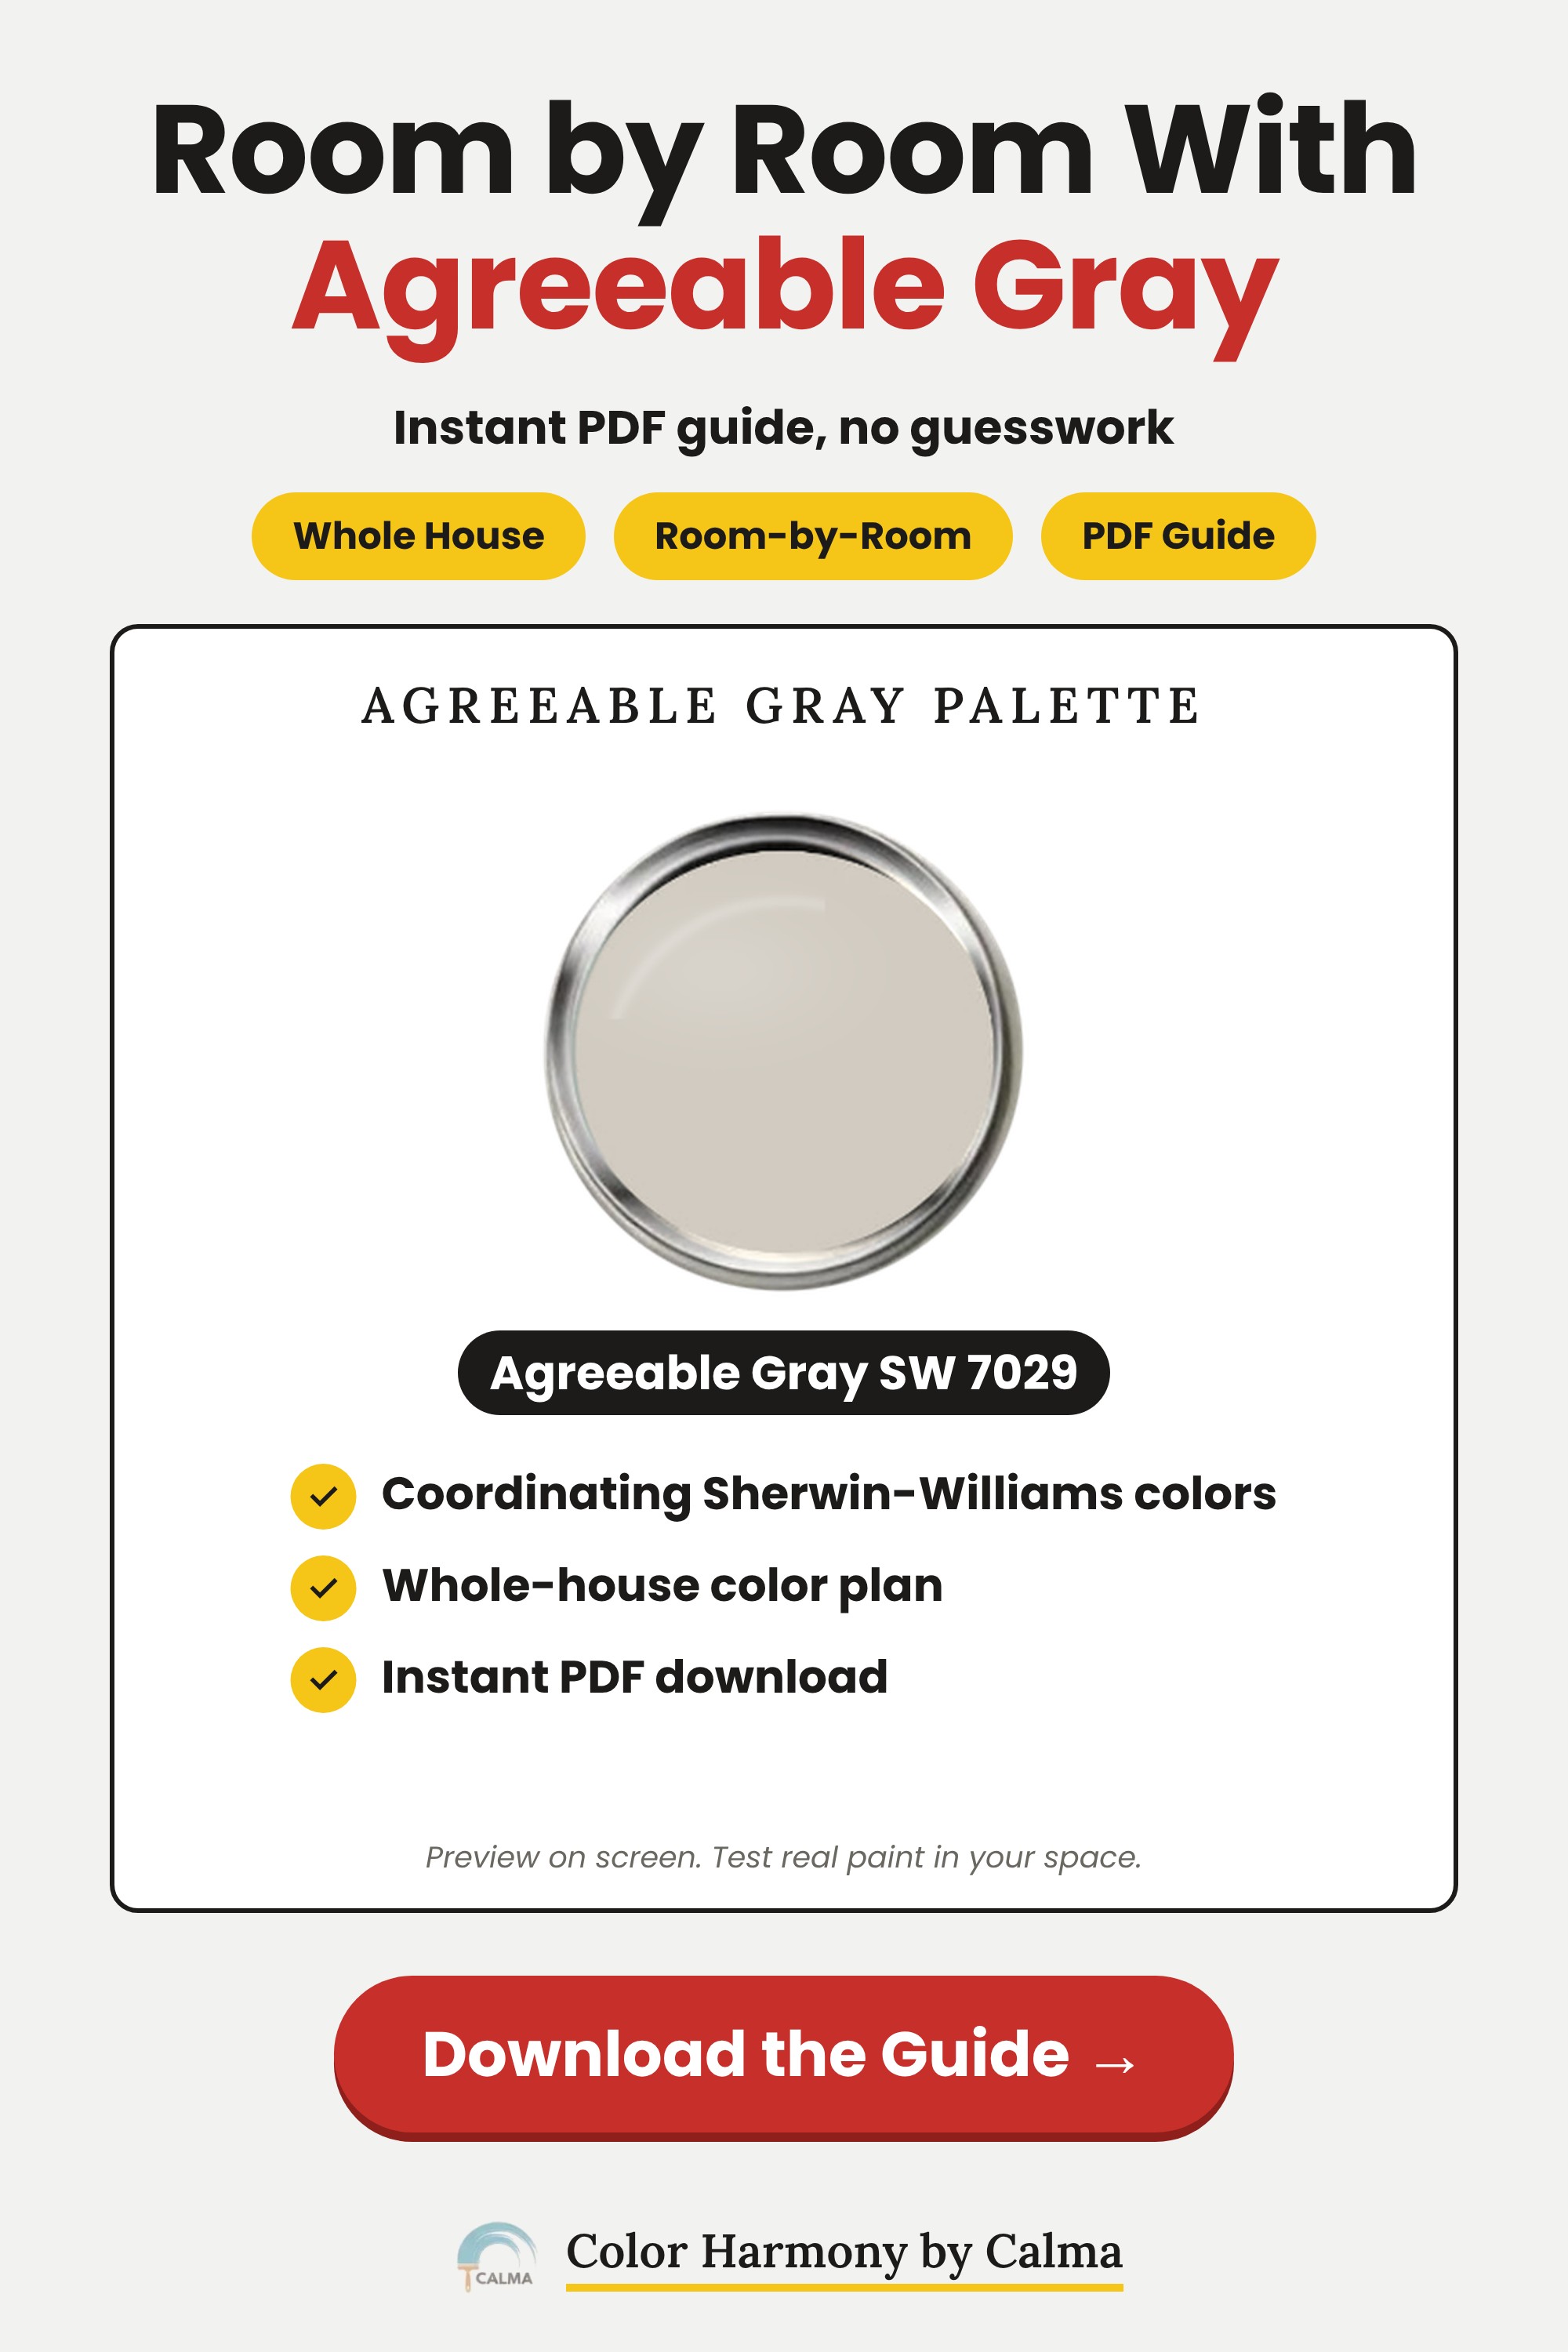 Room by Room With
Agreeable Gray
Instant PDF guide, no guesswork
Whole House
Room-by-Room
PDF Guide
AGREEABLE GRAY PALETTE
Agreeable Gray SW 7029
Coordinating Sherwin-Williams colors
Whole-house color plan
Instant PDF download
Preview on screen. Test real paint in your space.
Download the Guide →
CALMA
Color Harmony by Calma